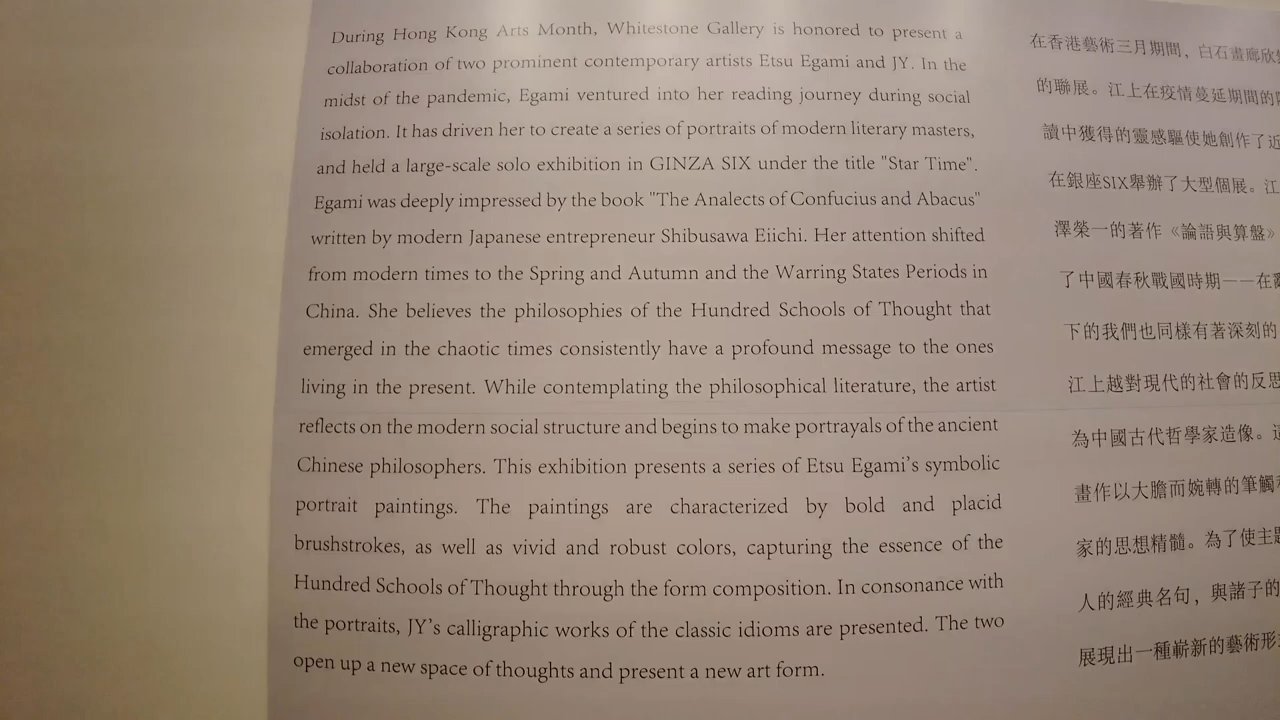 During Hong Kong Arts Month, Whitestone Gallery is honored to present a
collaboration of two prominent contemporary artists Etsu Egami and JY. In the
midst of the pandemic, Egami ventured into her reading journey during social
isolation. It has driven her to create a series of portraits of modern literary masters,
and held a large-scale solo exhibition in GINZA SIX under the title "Star Time".
Egami was deeply impressed by the book "The Analects of Confucius and Abacus"
written by modern Japanese entrepreneur Shibusawa Eiichi. Her attention shifted
from modern times to the Spring and Autumn and the Warring States Periods in
China. She believes the philosophies of the Hundred Schools of Thought that
emerged in the chaotic times consistently have a profound message to the ones
living in the present. While contemplating the philosophical literature, the artist
reflects on the modern social structure and begins to make portrayals of the ancient
Chinese philosophers. This exhibition presents a series of Etsu Egami's symbolic
portrait paintings. The paintings are characterized by bold and placid
brushstrokes, as well as vivid and robust colors, capturing the essence of the
Hundred Schools of Thought through the form composition. In consonance with
the portraits, JY's calligraphic works of the classic idioms are presented. The two
open up a new space of thoughts and present a new art form.
在香港藝術三月期間，白石畫廊欣
的聯展。江上在疫情蔓延期間的
讀中獲得的靈感驅使她創作了近
在銀座SIX舉辦了大型個展。江
澤榮一的著作《論語與算盤》
了中國春秋戰國時期——在
下的我們也同樣有著深刻的
江上越對現代的社會的反思
為中國古代哲學家造像。這
畫作以大膽而婉轉的筆觸
家的思想精髓。為了使主題
人的經典名句，與諸子的
展現出一種嶄新的藝術形式